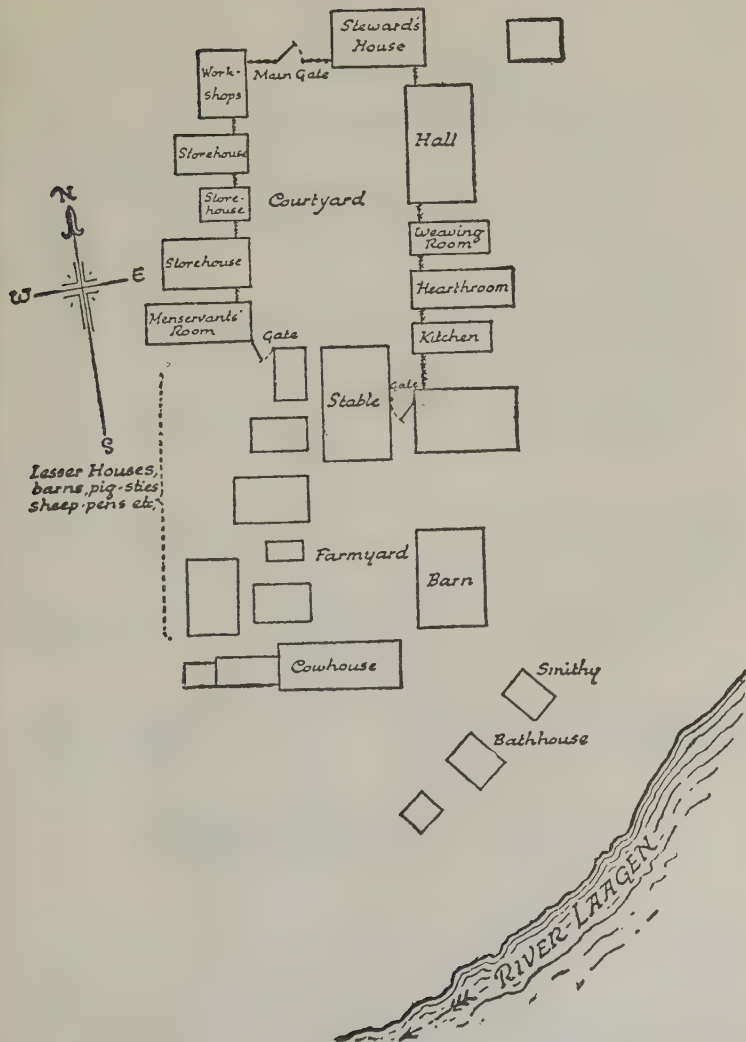 Steward's
House
Main Gate
Work-
shops
Hall
Storehouse
Store-
house
Courtyard
N
W
E
S
Weaving
Room
Storehouse
Hearthroom
Menservants'
Room
Gate
Kitchen
Stable
Gate
Lesser Houses,
barns, pig-sties
sheep-pens etc,
Farmyard
Barn
Cowhouse
Smithy
Bathhouse
RIVER-LAAGEN